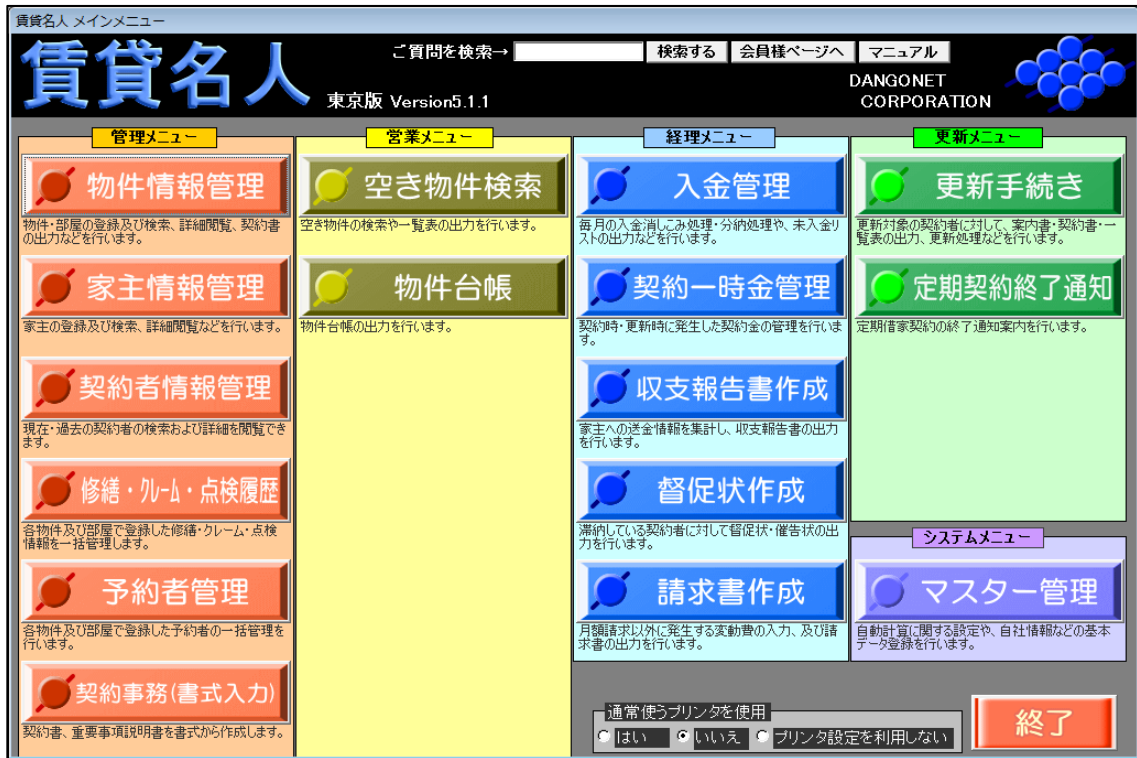 賃貸名人 メインメニュー
賃貸名人
東京版 Version5.1.1
ご質問を検索→
検索する
会員様ページへ
マニュアル
DANGONET
CORPORATION
管理メニュー
物件情報管理
物件・部屋の登録及び検索、詳細閲覧、契約書
の出力などを行います。
家主情報管理
家主の登録及び検索、詳細閲覧などを行います。
契約者情報管理
現在・過去の契約者の検索および詳細を閲覧でき
ます。
修繕・クレーム・点検履歴
各物件及び部屋で登録した修繕・クレーム・点検
情報を一括管理します。
予約者管理
各物件及び部屋で登録した予約者の一括管理を
行います。
契約事務(書式入力)
契約書、重要事項説明書を書式から作成します。
営業メニュー
空き物件検索
空き物件の検索や一覧表の出力を行います。
物件台帳
物件台帳の出力を行います。
経理メニュー
入金管理
毎月の入金消しこみ処理・分納処理や、未入金リ
ストの出力などを行います。
契約一時金管理
契約時・更新時に発生した契約金の管理を行いま
す。
収支報告書作成
家主への送金情報を集計し、収支報告書の出力
を行います。
督促状作成
滞納している契約者に対して督促状・催告状の出
力を行います。
請求書作成
月額請求以外に発生する変動費の入力、及び請
求書の出力を行います。
更新メニュー
更新手続き
更新対象の契約者に対して、案内書・契約書・一
覧表の出力、更新処理などを行います。
定期契約終了通知
定期借家契約の終了通知案内を行います。
システムメニュー
マスター管理
自動計算に関する設定や、自社情報などの基本
データ登録を行います。
通常使うプリンタを使用
はい
いいえ
プリンタ設定を利用しない
終了